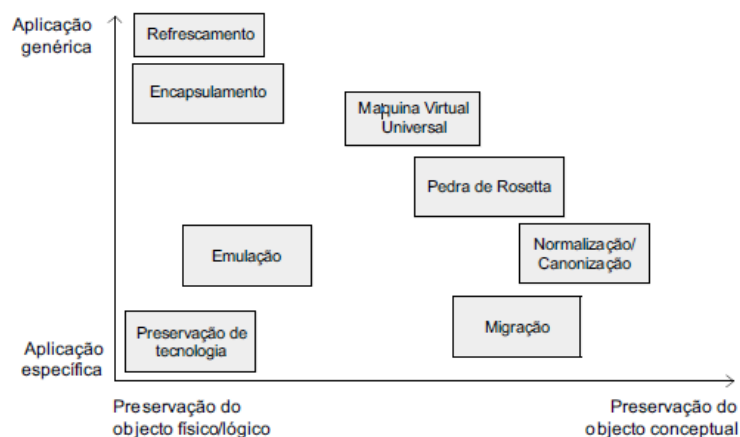 Aplicação
genérica
Refrescamento
Encapsulamento
Maquina Virtual
Universal
Pedra de Rosetta
Emulação
Normalização/
Canonização
Preservação de
tecnologia
Migração
Aplicação
específica
Preservação do
objecto físico/lógico
Preservação do
objecto conceptual